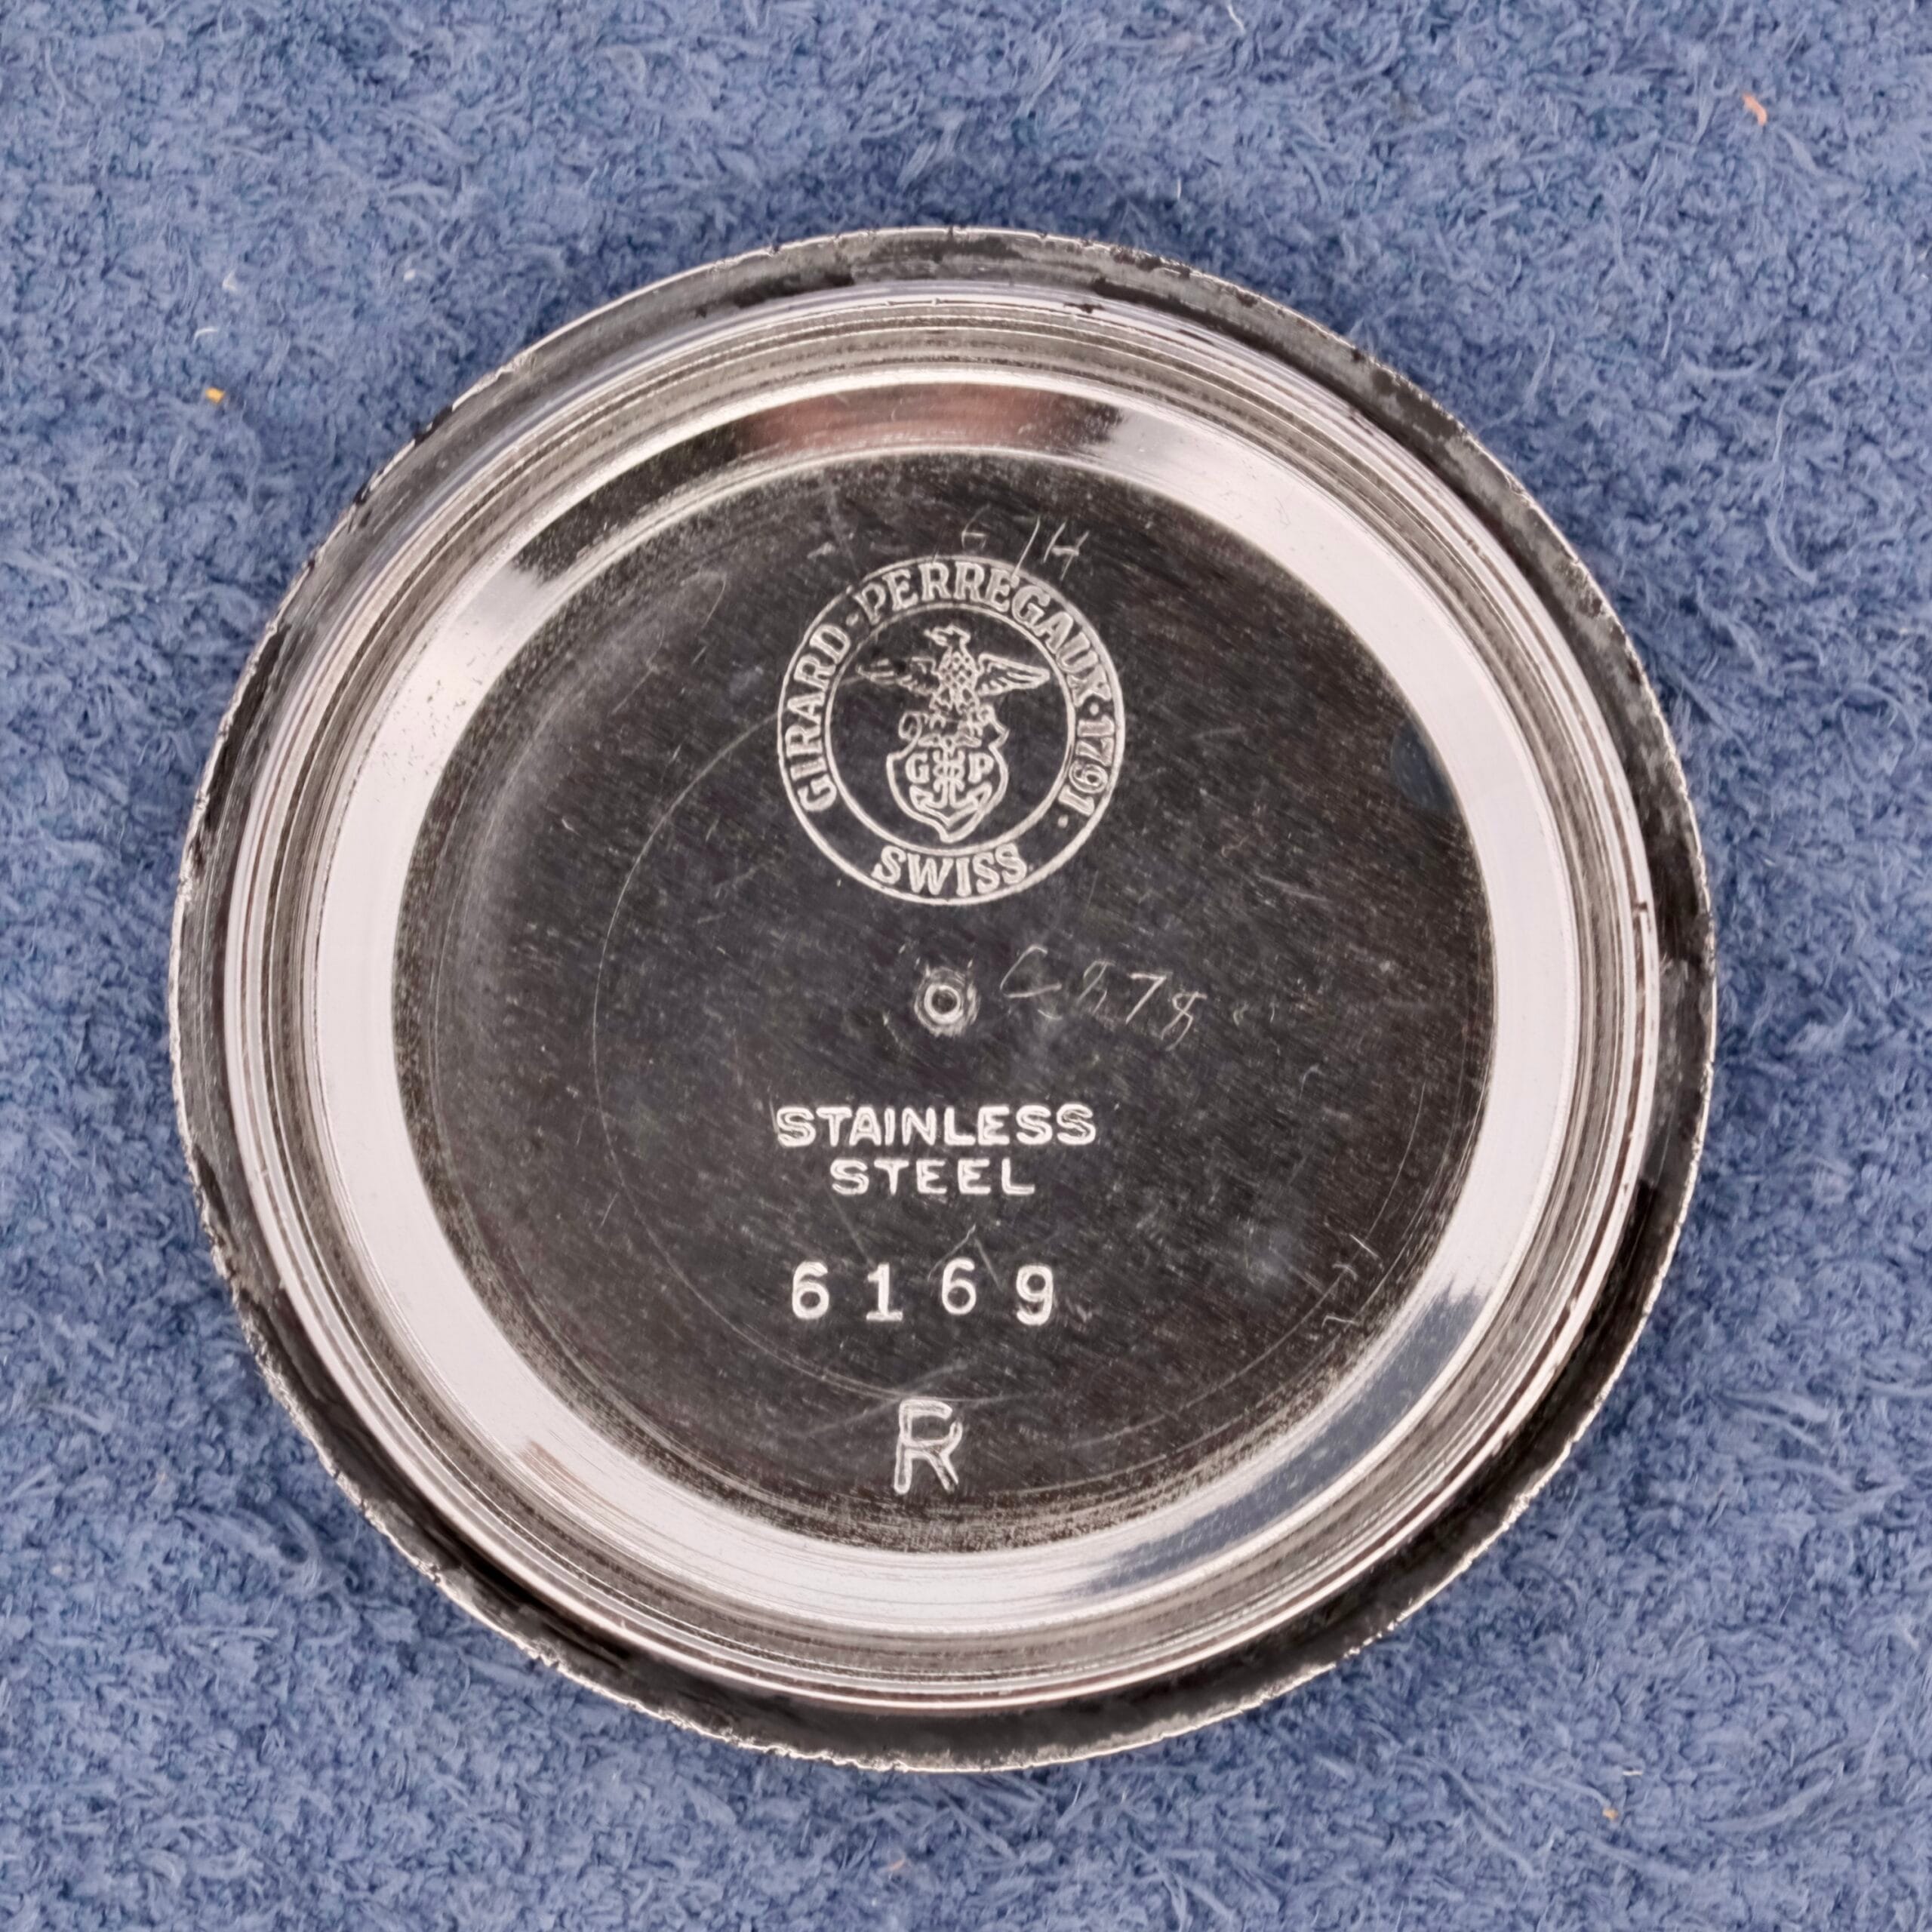 GIRARD-PERREGAUX·1791·
G P
SWISS
STAINLESS
STEEL
6169
R